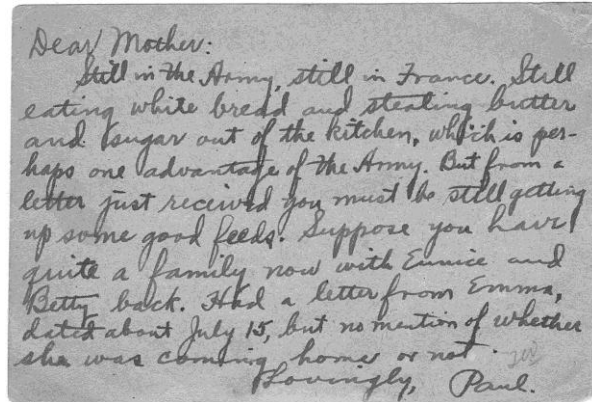 Dear Mother:
Still in the Army, still in France. Still
eating white bread and stealing butter
and sugar out of the kitchen, which is per-
haps one advantage of the Army. But from a
letter just received you must be still getting
up some good feeds. Suppose you have
quite a family now with Eunice and
Betty back. Had a letter from Emma,
dated about July 15, but no mention of whether
she was coming home or not.
Lovingly, Paul.